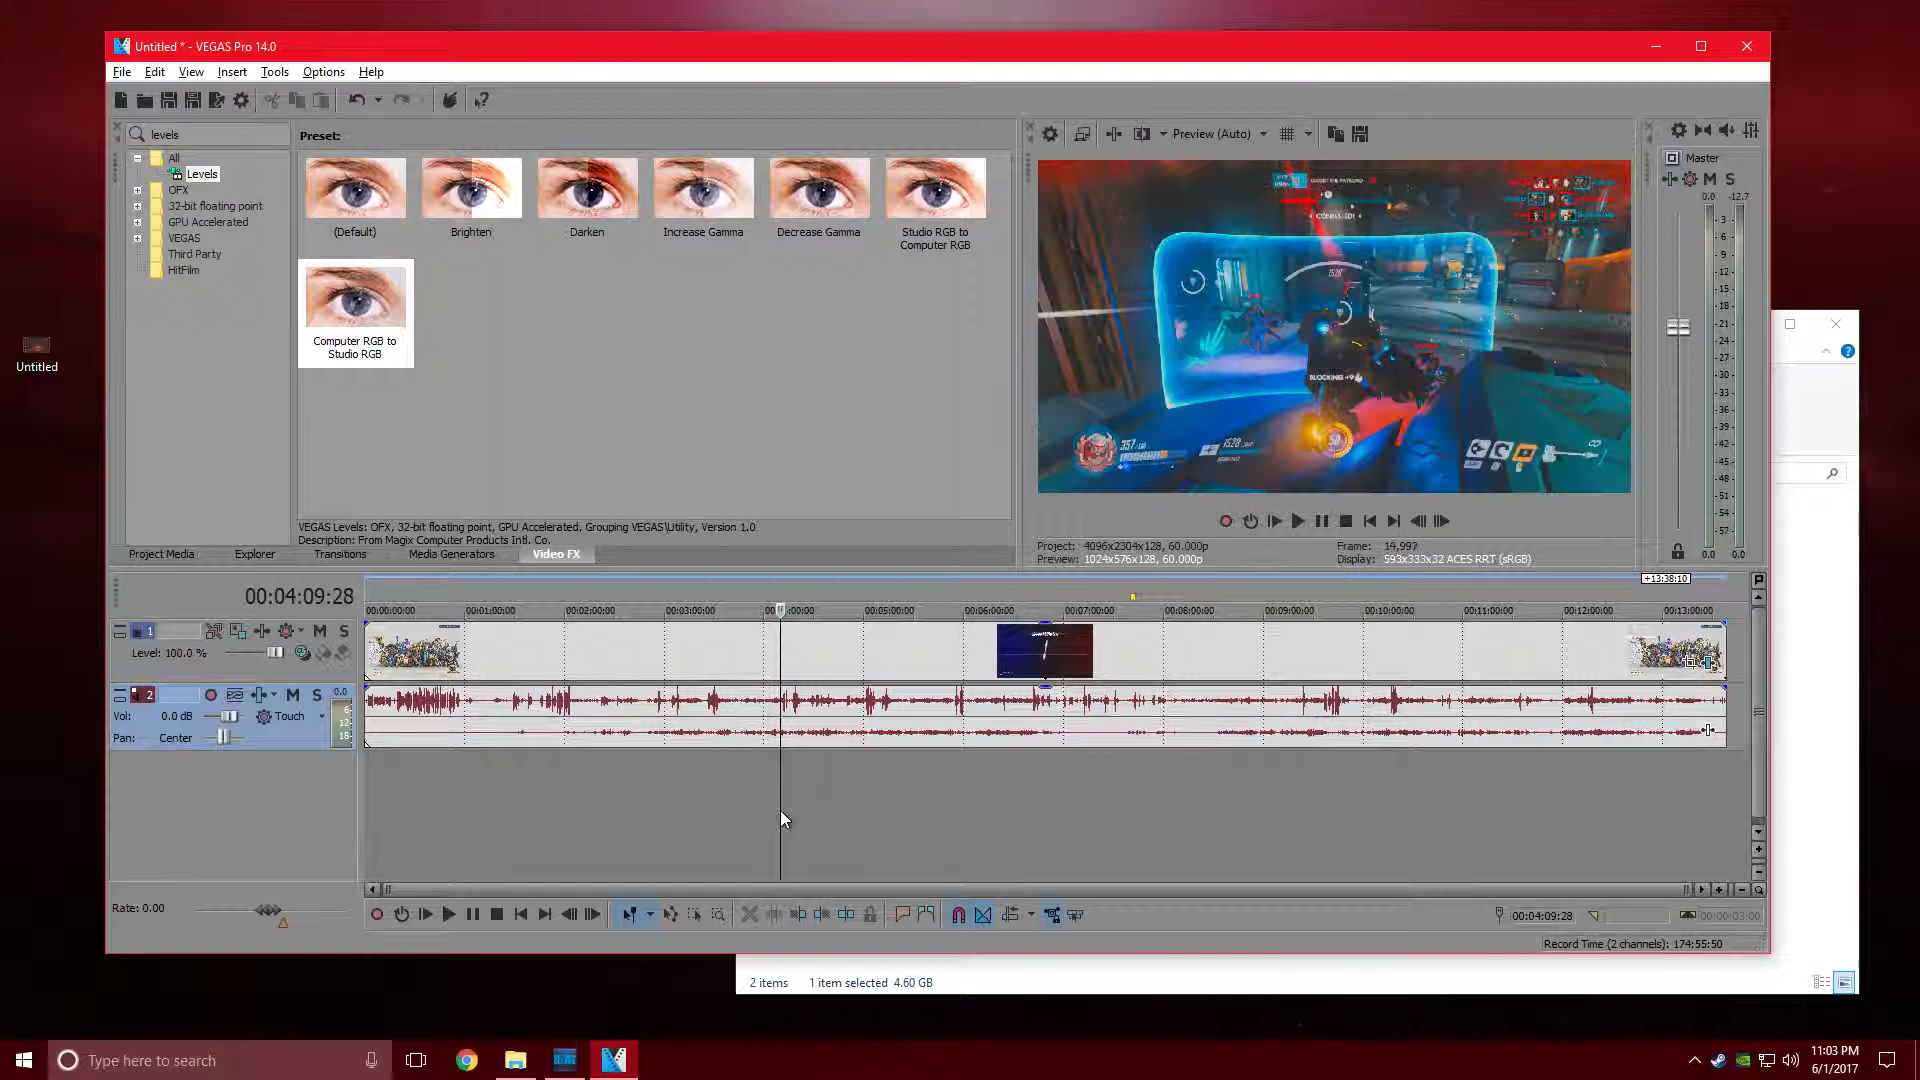 Untitled * - VEGAS Pro 14.0
File Edit View Insert Tools Options Help
levels
Preset:
Preview (Auto)
All
Levels
OFX
32-bit floating point
GPU Accelerated
VEGAS
Third Party
HitFilm
(Default)
Brighten
Darken
Increase Gamma
Decrease Gamma
Studio RGB to
Computer RGB
Computer RGB to
Studio RGB
VEGAS Levels: OFX, 32-bit floating point, GPU Accelerated, Grouping VEGAS\Utility, Version 1.0
Description: From Magix Computer Products Intl. Co.
Project Media Explorer Transitions Media Generators Video FX
1528
BLOCKING +9
357
1528
50
Project: 4096x2304x128, 60.000p
Frame: 14,997
Preview: 1024x576x128, 60.000p
Display: 593x333x32 ACES RRT (sRGB)
Master
M S
0.0 -12.7
3
6
9
12
15
18
21
24
27
30
33
36
39
42
45
48
51
54
57
0.0 0.0
Untitled
+13:38:10
00:04:09:28
00:00:00:00 00:01:00:00 00:02:00:00 00:03:00:00 00:05:00:00 00:06:00:00 00:07:00:00 00:08:00:00 00:09:00:00 00:10:00:00 00:11:00:00 00:12:00:00 00:13:00:00
1 M S
Level: 100.0 %
2 M S 0.0
Vol: 0.0 dB Touch
Pan: Center
6
12
18
Rate: 0.00
00:04:09:28
00:00:03:00
Record Time (2 channels): 174:55:50
2 items 1 item selected 4.60 GB
Type here to search
11:03 PM
6/1/2017